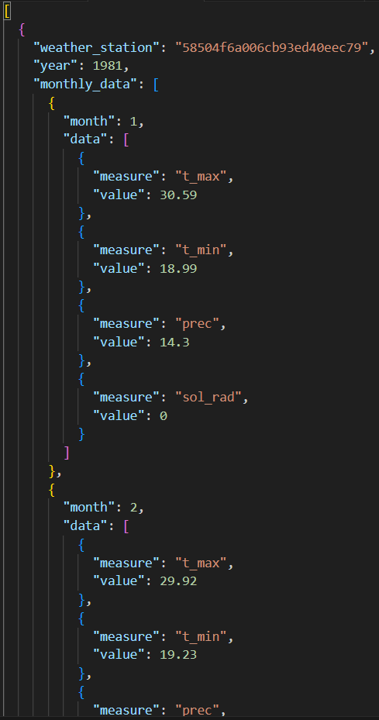 [
  {
    "weather_station": "58504f6a006cb93ed40eec79",
    "year": 1981,
    "monthly_data": [
      {
        "month": 1,
        "data": [
          {
            "measure": "t_max",
            "value": 30.59
          },
          {
            "measure": "t_min",
            "value": 18.99
          },
          {
            "measure": "prec",
            "value": 14.3
          },
          {
            "measure": "sol_rad",
            "value": 0
          }
        ]
      },
      {
        "month": 2,
        "data": [
          {
            "measure": "t_max",
            "value": 29.92
          },
          {
            "measure": "t_min",
            "value": 19.23
          },
          {
            "measure": "prec",